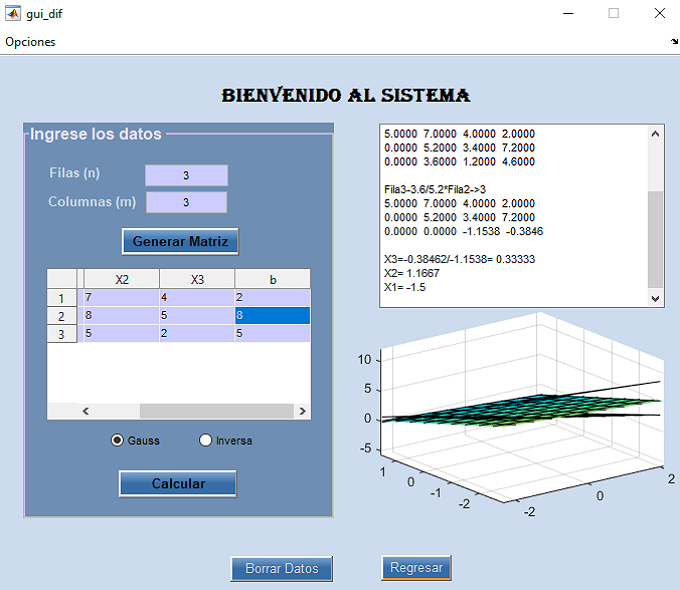 gui_dif
Opciones
BIENVENIDO AL SISTEMA
Ingrese los datos
Filas (n) 3
Columnas (m) 3
Generar Matriz
X2 X3 b
1 7 4 2
2 8 5 8
3 5 2 5
Gauss Inversa
Calcular
5.0000 7.0000 4.0000 2.0000
0.0000 5.2000 3.4000 7.2000
0.0000 3.6000 1.2000 4.6000
Fila3-3.6/5.2*Fila2->3
5.0000 7.0000 4.0000 2.0000
0.0000 5.2000 3.4000 7.2000
0.0000 0.0000 -1.1538 -0.3846
X3=-0.38462/-1.1538= 0.33333
X2= 1.1667
X1= -1.5
10
5
0
-5
1
0
-1
-2
-2
0
2
Borrar Datos
Regresar